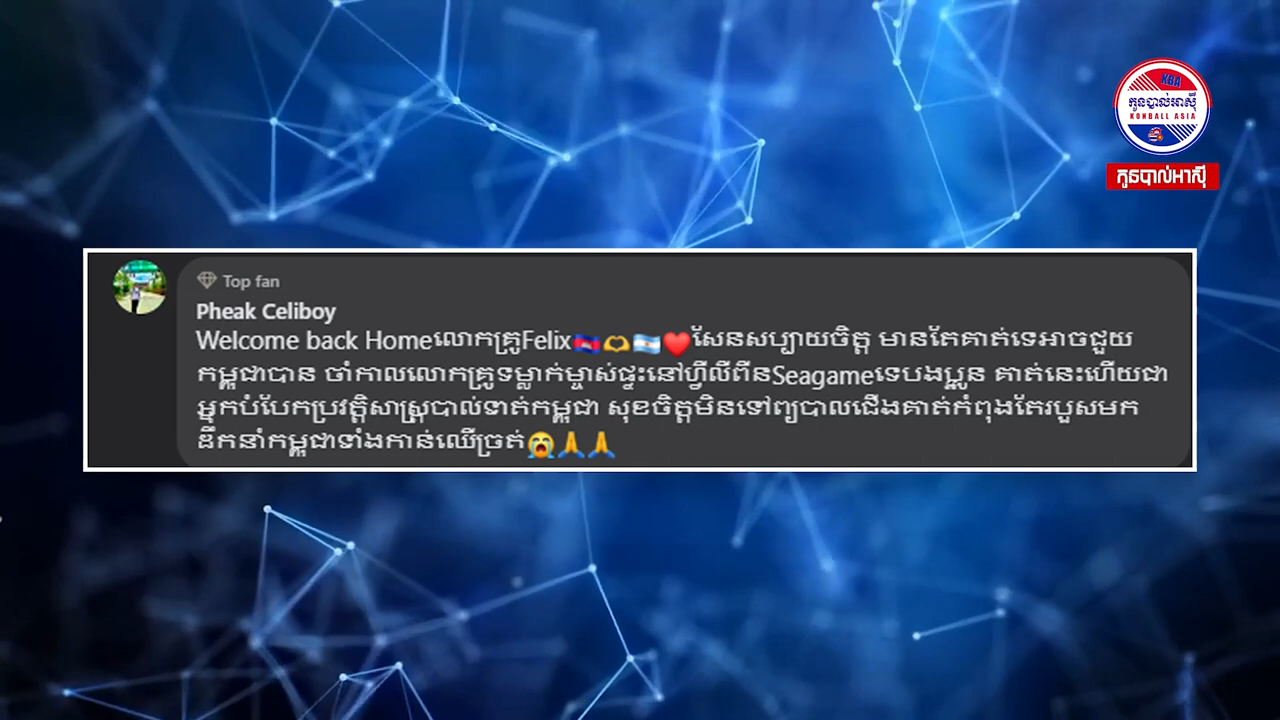 KBA
កូនបាល់អាស៊ី
KONBALL ASIA
កូនបាល់អាស៊ី
Top fan
Pheak Celiboy
Welcome back Homeលោកគ្រូFelix🇰🇭🫶🇦🇷❤️សែនសប្បាយចិត្ត មានតែគាត់ទេអាចជួយ
កម្ពុជាបាន ចាំកាលលោកគ្រូទម្លាក់ម្ចាស់ផ្ទះនៅហ្វីលីពីនSeagameទេបងប្អូន គាត់នេះហើយជា
អ្នកបំបែកប្រវត្តិសាស្រ្តបាល់ទាត់កម្ពុជា សុខចិត្តមិនទៅព្យបាលជើងគាត់កំពុងតែរបួសមក
ដឹកនាំកម្ពុជាទាំងកាន់ឈើច្រត់😭🙏🙏